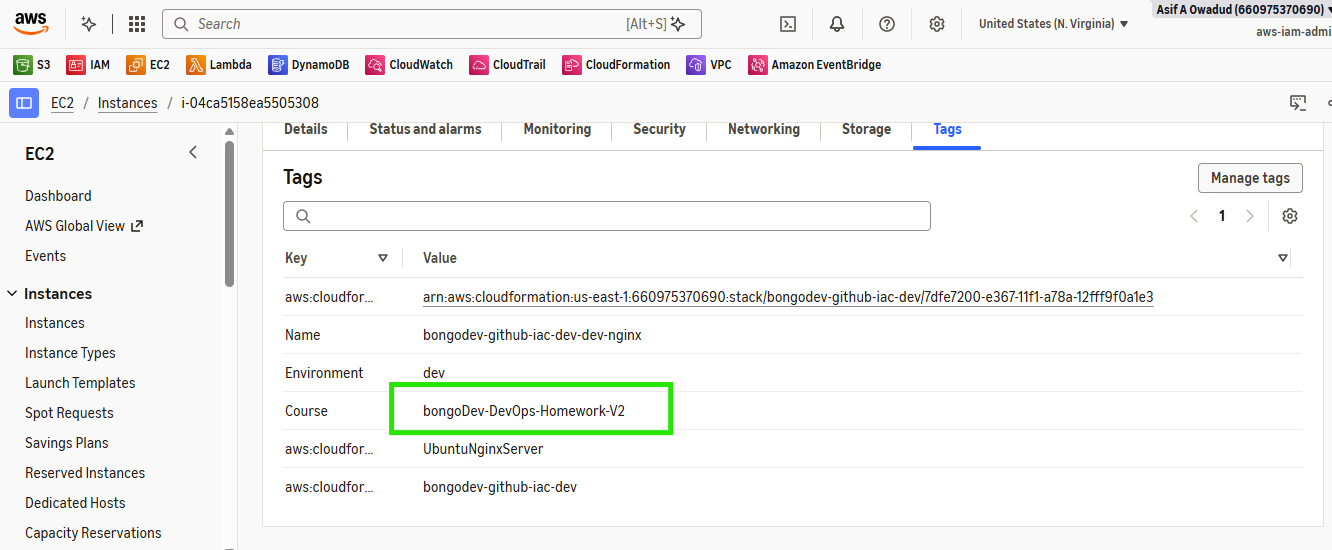 Asif A Owadud (660975370690)
aws Search [Alt+S] United States (N. Virginia)
aws-iam-admi
S3 IAM EC2 Lambda DynamoDB CloudWatch CloudTrail CloudFormation VPC Amazon EventBridge
EC2 / Instances / i-04ca5158ea5505308
EC2
Dashboard
AWS Global View
Events
Instances
Instances
Instance Types
Launch Templates
Spot Requests
Savings Plans
Reserved Instances
Dedicated Hosts
Capacity Reservations
Details Status and alarms Monitoring Security Networking Storage Tags
Tags
Manage tags
1
Key Value
aws:cloudfor... arn:aws:cloudformation:us-east-1:660975370690:stack/bongodev-github-iac-dev/7dfe7200-e367-11f1-a78a-12fff9f0a1e3
Name bongodev-github-iac-dev-dev-nginx
Environment dev
Course bongoDev-DevOps-Homework-V2
aws:cloudfor... UbuntuNginxServer
aws:cloudfor... bongodev-github-iac-dev